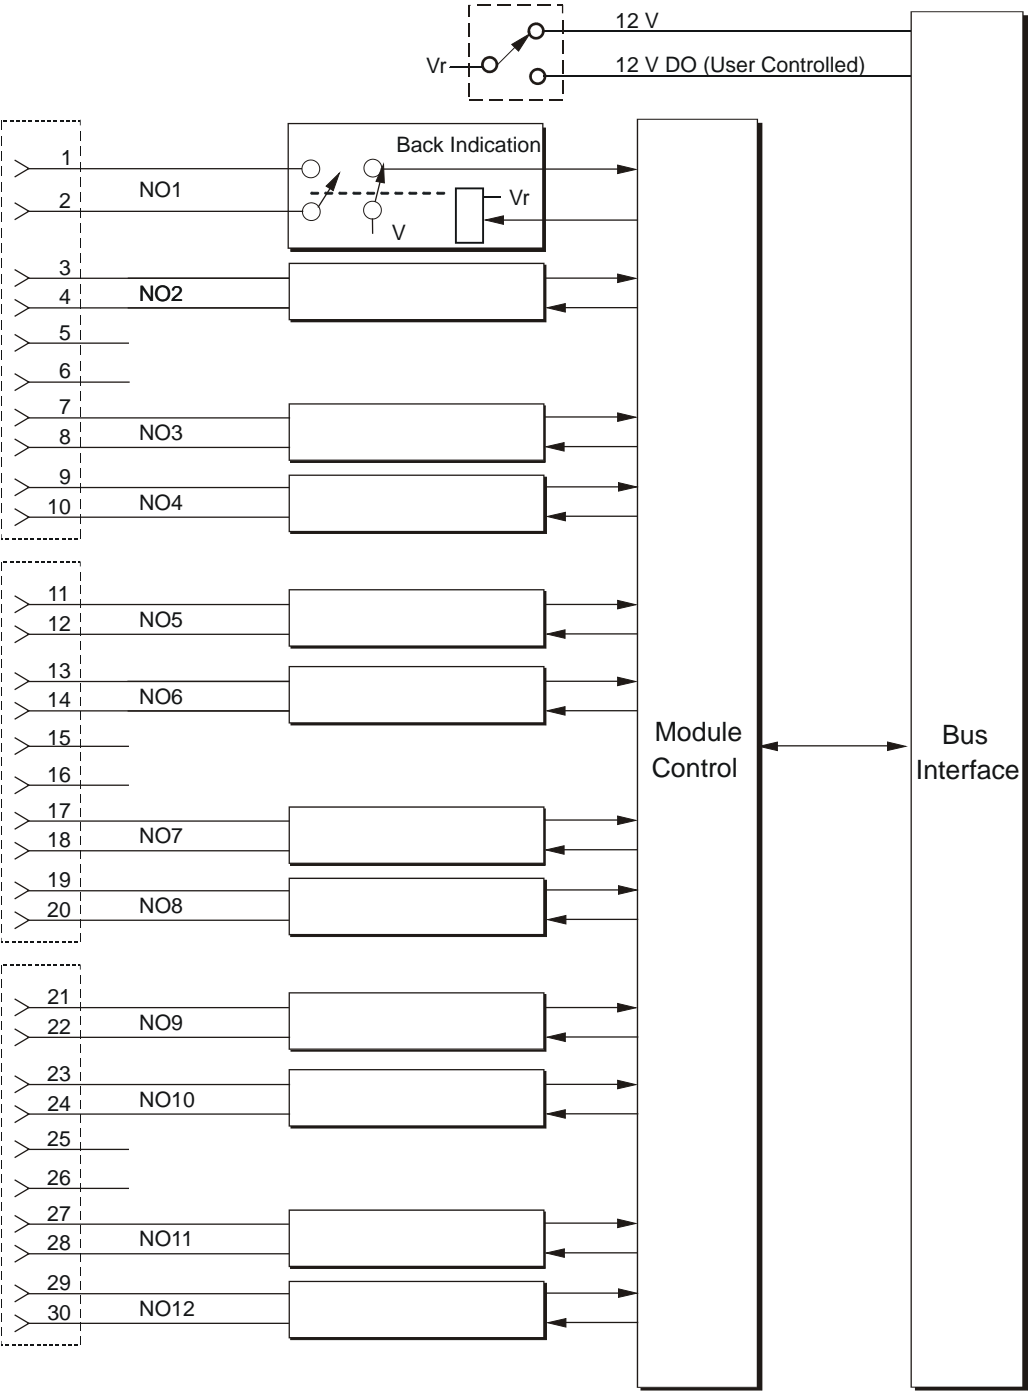 12 V
Vr
12 V DO (User Controlled)
Back Indication
1
NO1
2
Vr
V
3
NO2
4
5
6
7
NO3
8
9
NO4
10
11
NO5
12
13
NO6
14
15
16
17
NO7
18
19
NO8
20
Module
Control
Bus
Interface
21
NO9
22
23
NO10
24
25
26
27
NO11
28
29
NO12
30